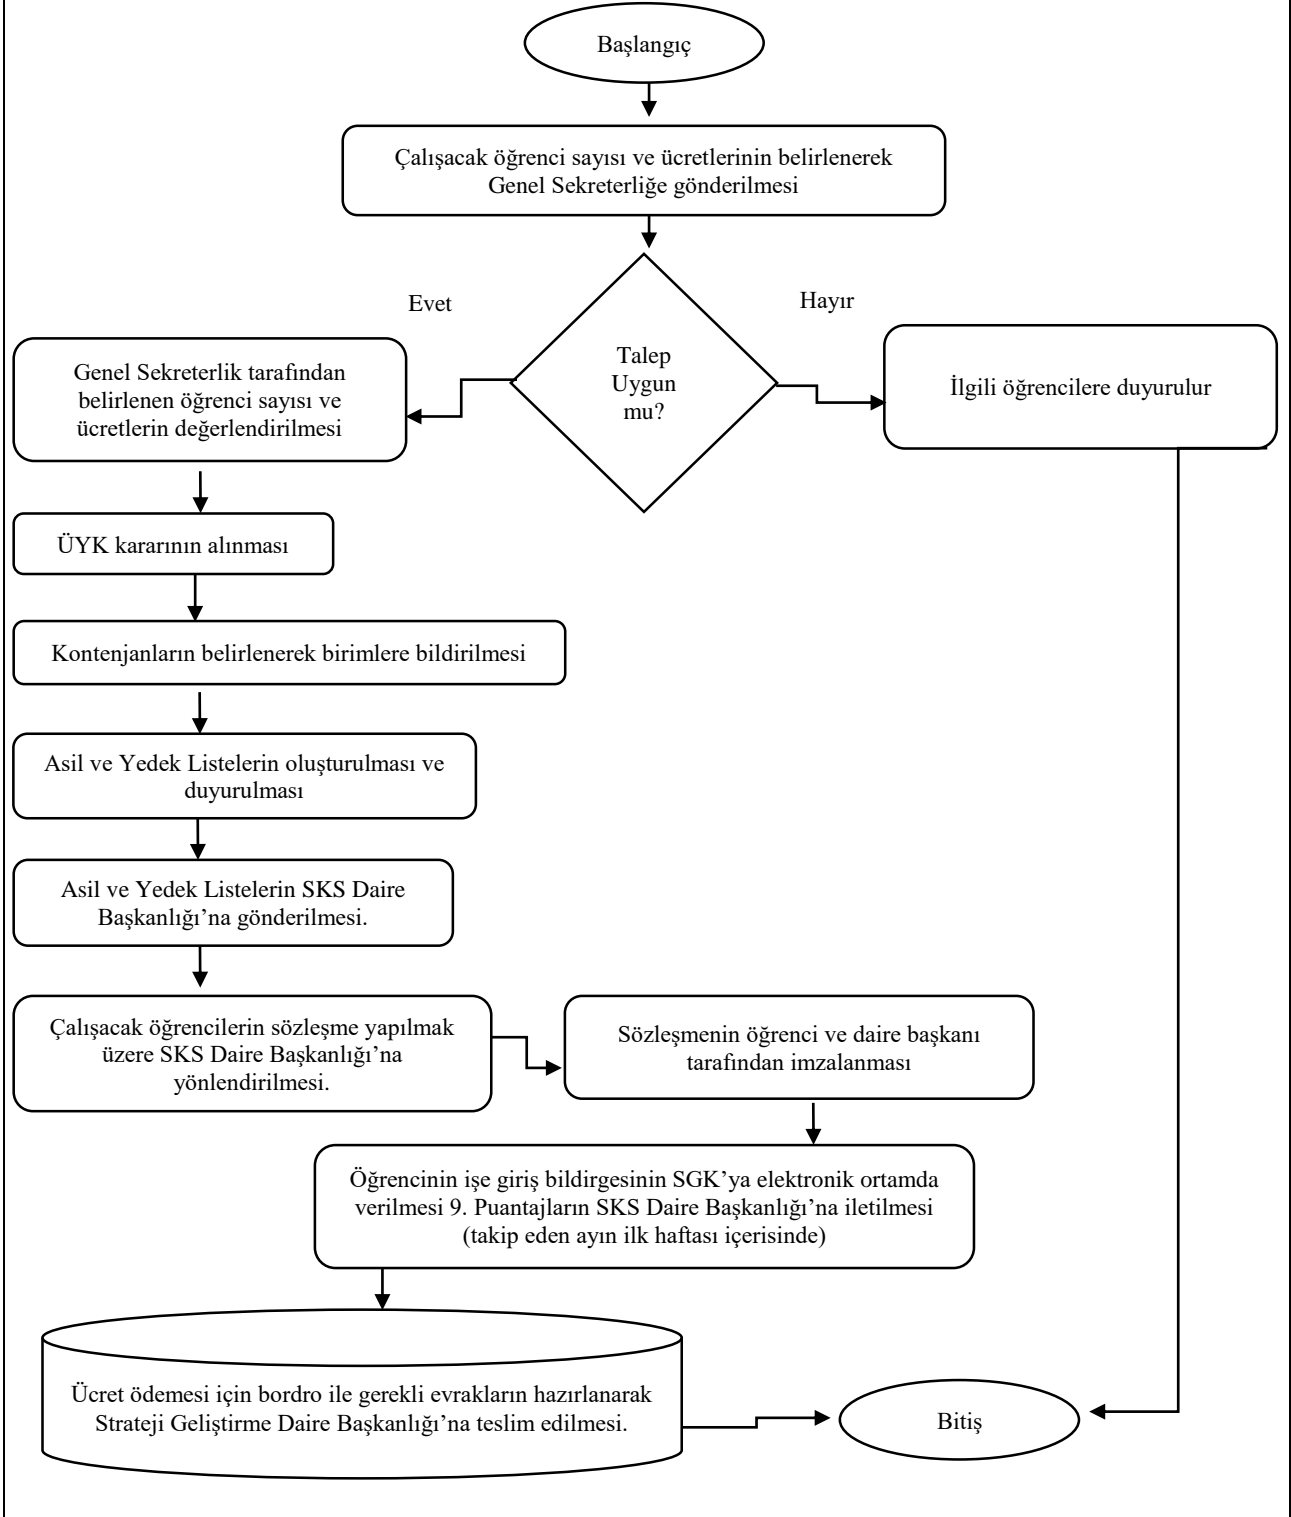 Başlangıç
Çalışacak öğrenci sayısı ve ücretlerinin belirlenerek
Genel Sekreterliğe gönderilmesi
Evet
Hayır
Talep
Uygun
mu?
Genel Sekreterlik tarafından
belirlenen öğrenci sayısı ve
ücretlerin değerlendirilmesi
İlgili öğrencilere duyurulur
ÜYK kararının alınması
Kontenjanların belirlenerek birimlere bildirilmesi
Asil ve Yedek Listelerin oluşturulması ve
duyurulması
Asil ve Yedek Listelerin SKS Daire
Başkanlığı’na gönderilmesi.
Çalışacak öğrencilerin sözleşme yapılmak
üzere SKS Daire Başkanlığı’na
yönlendirilmesi.
Sözleşmenin öğrenci ve daire başkanı
tarafından imzalanması
Öğrencinin işe giriş bildirgesinin SGK’ya elektronik ortamda
verilmesi 9. Puantajların SKS Daire Başkanlığı’na iletilmesi
(takip eden ayın ilk haftası içerisinde)
Ücret ödemesi için bordro ile gerekli evrakların hazırlanarak
Strateji Geliştirme Daire Başkanlığı’na teslim edilmesi.
Bitiş